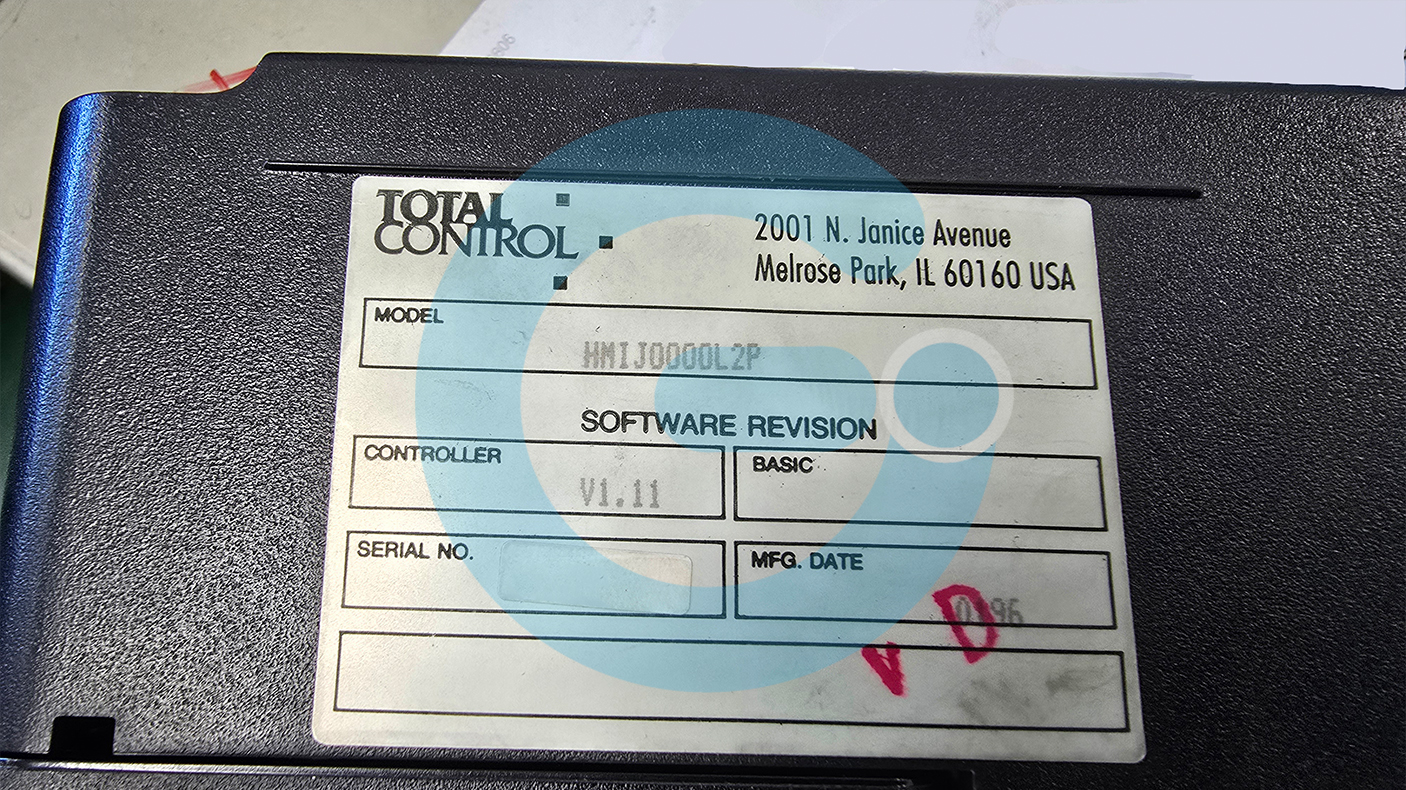 TOTAL
CONTROL
2001 N. Janice Avenue
Melrose Park, IL 60160 USA
MODEL
HMIJ0000L2P
SOFTWARE REVISION
CONTROLLER
BASIC
V1.11
SERIAL NO.
MFG. DATE
V D